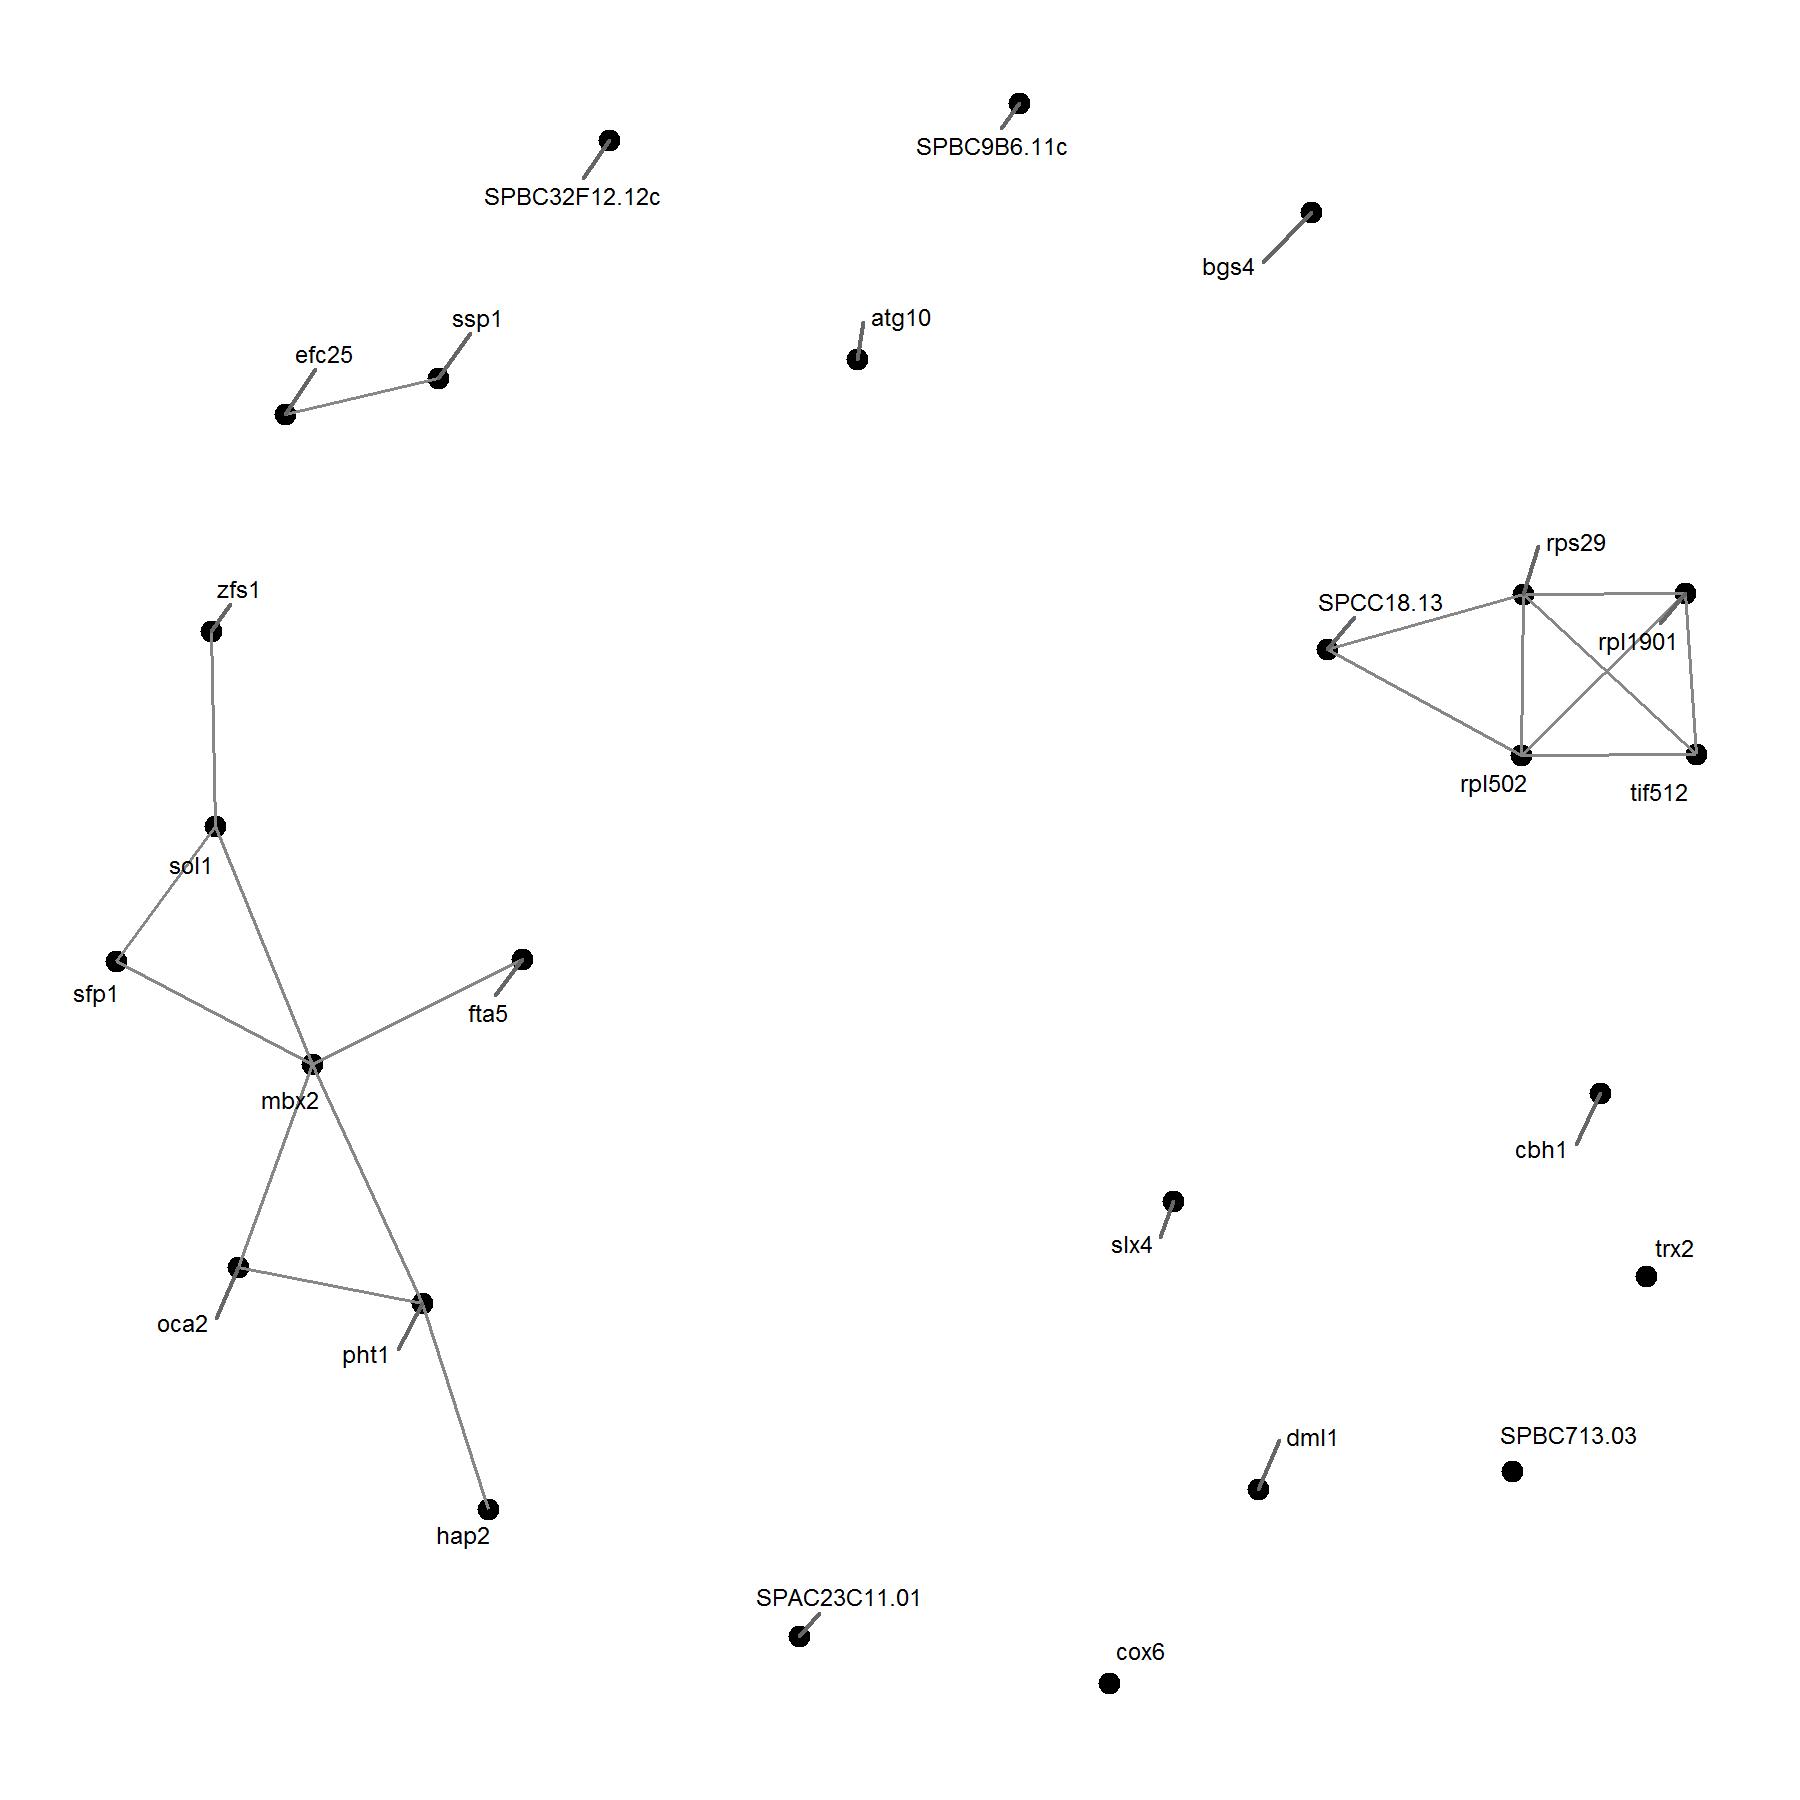 SPBC9B6.11c
SPBC32F12.12c
bgs4
atg10
ssp1
efc25
rps29
zfs1
SPCC18.13
rpl1901
rpl502
tif512
sol1
sfp1
fta5
mbx2
cbh1
slx4
trx2
oca2
pht1
SPBC713.03
dml1
hap2
SPAC23C11.01
cox6